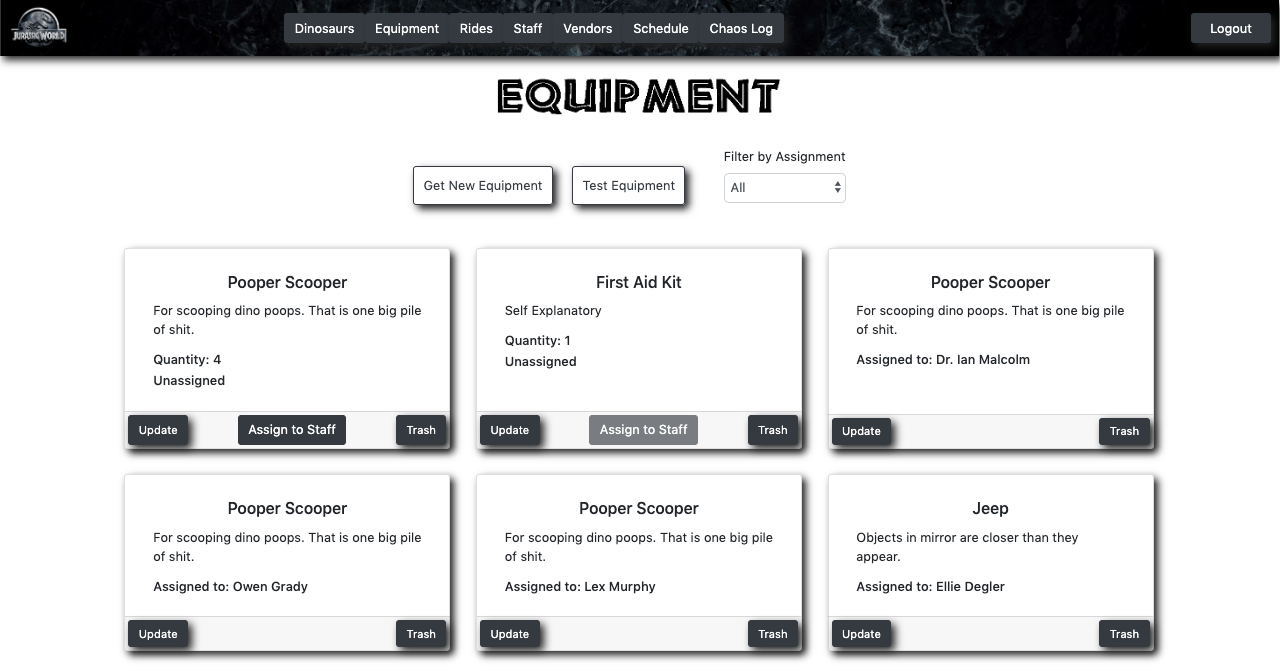 JURASSIC WORLD
Dinosaurs Equipment Rides Staff Vendors Schedule Chaos Log
Logout
EQUIPMENT
Get New Equipment
Test Equipment
Filter by Assignment
All
Pooper Scooper
For scooping dino poops. That is one big pile
of shit.
Quantity: 4
Unassigned
Update
Assign to Staff
Trash
First Aid Kit
Self Explanatory
Quantity: 1
Unassigned
Update
Assign to Staff
Trash
Pooper Scooper
For scooping dino poops. That is one big pile
of shit.
Assigned to: Dr. Ian Malcolm
Update
Trash
Pooper Scooper
For scooping dino poops. That is one big pile
of shit.
Assigned to: Owen Grady
Update
Trash
Pooper Scooper
For scooping dino poops. That is one big pile
of shit.
Assigned to: Lex Murphy
Update
Trash
Jeep
Objects in mirror are closer than they
appear.
Assigned to: Ellie Degler
Update
Trash